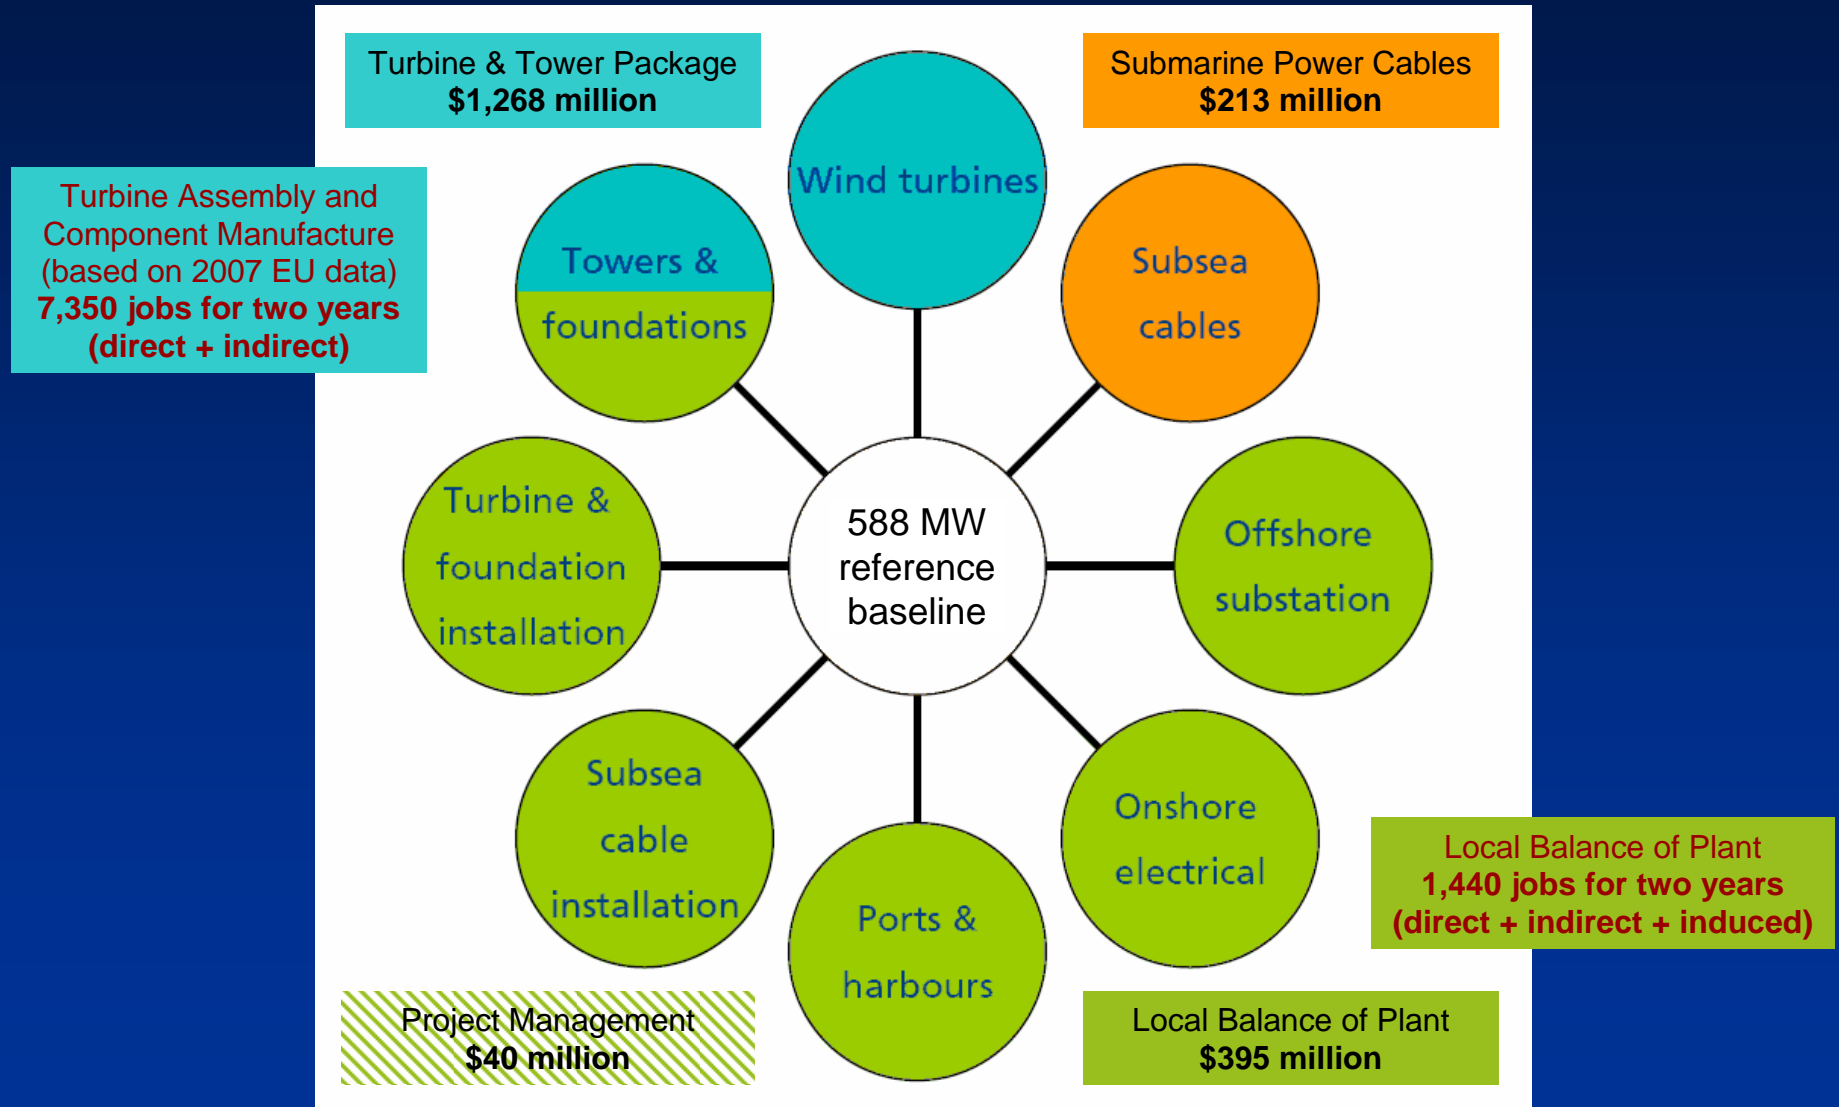 Turbine & Tower Package
$1,268 million
Submarine Power Cables
$213 million
Wind turbines
Turbine Assembly and
Component Manufacture
(based on 2007 EU data)
7,350 jobs for two years
(direct + indirect)
Towers &
foundations
Subsea
cables
Turbine &
foundation
installation
588 MW
reference
baseline
Offshore
substation
Subsea
cable
installation
Ports &
harbours
Onshore
electrical
Local Balance of Plant
1,440 jobs for two years
(direct + indirect + induced)
Project Management
$40 million
Local Balance of Plant
$395 million